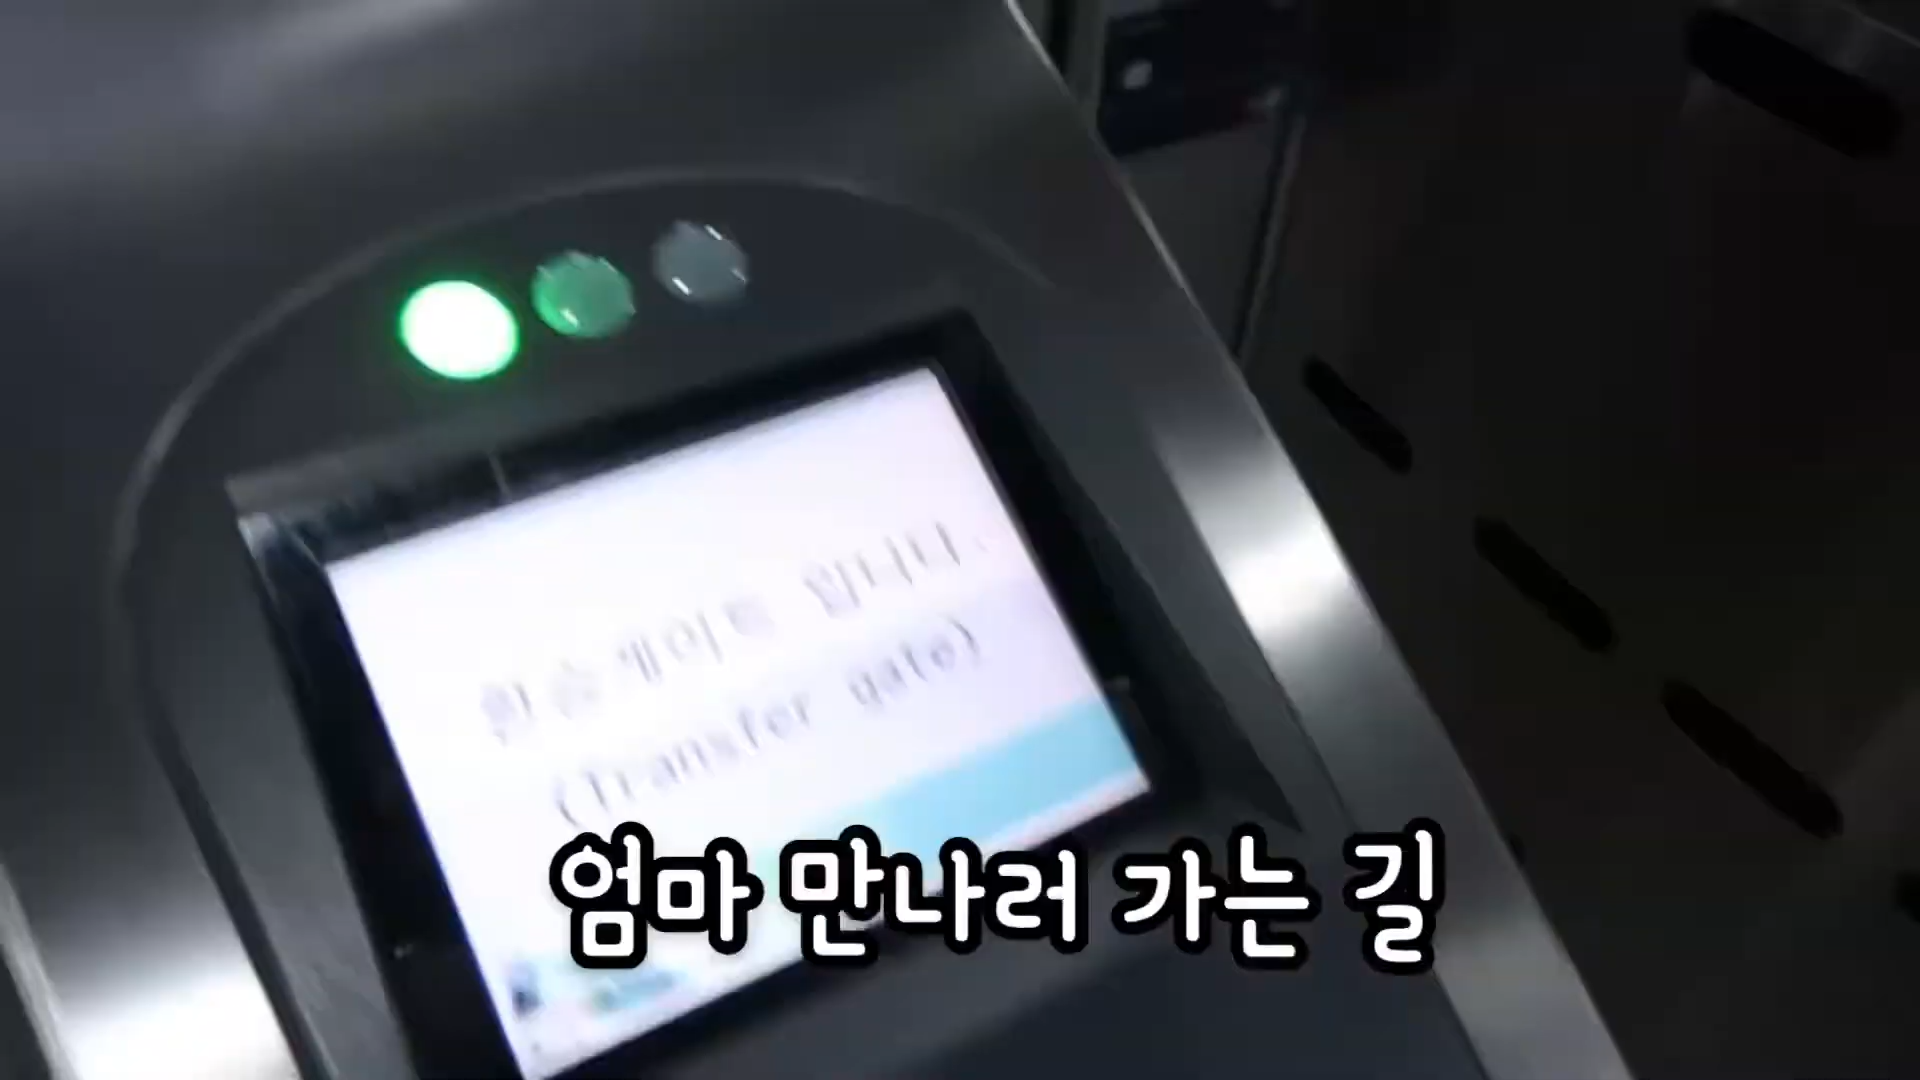 환승게이트 입니다.
(Transfer gate)
엄마 만나러 가는 길